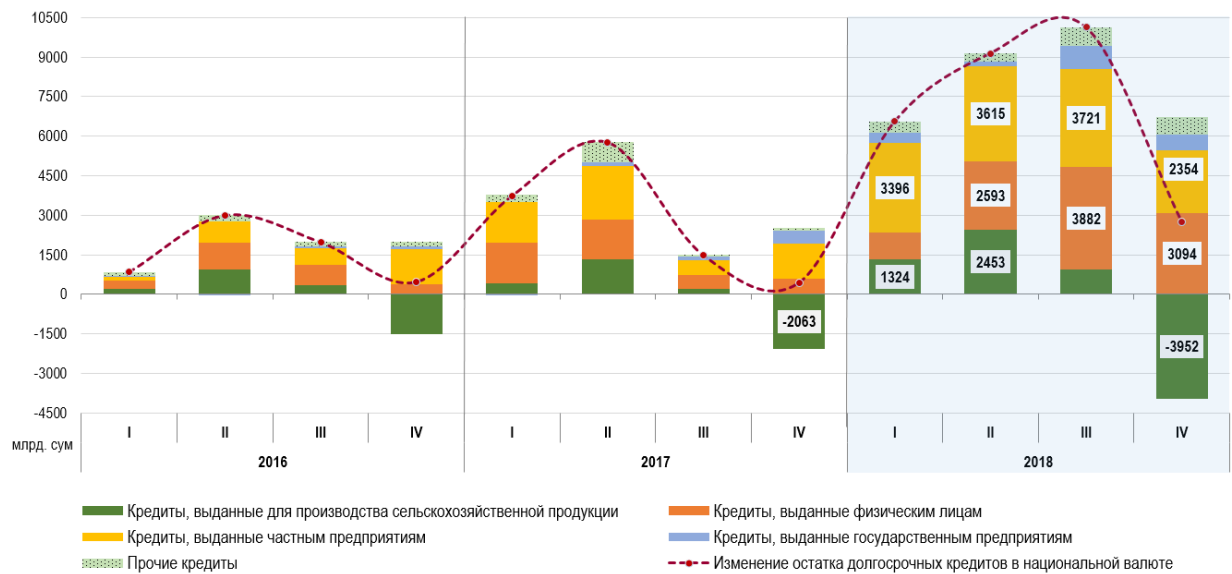 10500
9000
7500
6000
4500
3000
1500
0
-1500
-3000
-4500
млрд. сум
3396
1324
3615
2593
2453
3721
3882
2354
3094
-3952
-2063
I II III IV I II III IV I II III IV
2016 2017 2018
Кредиты, выданные для производства сельскохозяйственной продукции
Кредиты, выданные физическим лицам
Кредиты, выданные частным предприятиям
Кредиты, выданные государственным предприятиям
Прочие кредиты
Изменение остатка долгосрочных кредитов в национальной валюте